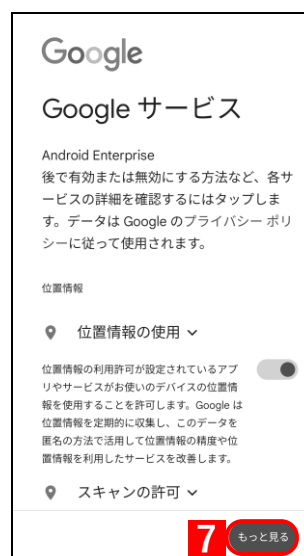 Google
Google サービス
Android Enterprise
後で有効または無効にする方法など、各サ
ービスの詳細を確認するにはタップしま
す。データは Google のプライバシー ポリ
シーに従って使用されます。
位置情報
位置情報の使用
位置情報の利用許可が設定されているアプ
リやサービスがお使いのデバイスの位置情
報を使用することを許可します。Google は
位置情報を定期的に収集し、このデータを
匿名の方法で活用して位置情報の精度や位
置情報を利用したサービスを改善します。
スキャンの許可
7 もっと見る